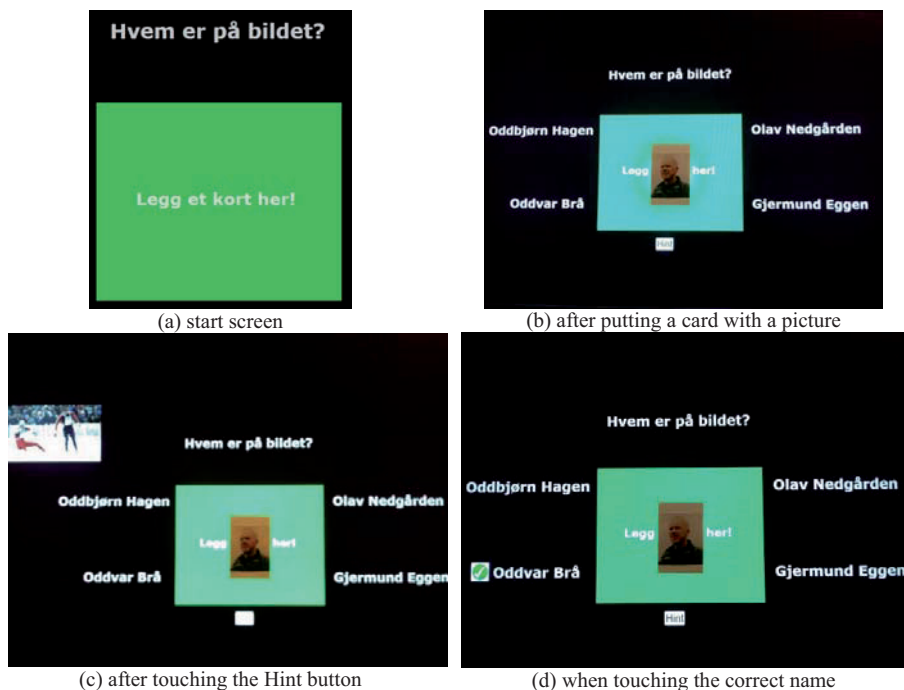 Hvem er på bildet?
Legg et kort her!
(a) start screen
Hvem er på bildet?
Oddbjørn Hagen
Olav Nedgården
Legg her!
Oddvar Brå
Gjermund Eggen
Hint
(b) after putting a card with a picture
Hvem er på bildet?
Oddbjørn Hagen
Olav Nedgården
Legg her!
Oddvar Brå
Gjermund Eggen
(c) after touching the Hint button
Hvem er på bildet?
Oddbjørn Hagen
Olav Nedgården
Legg her!
Oddvar Brå
Gjermund Eggen
Hint
(d) when touching the correct name